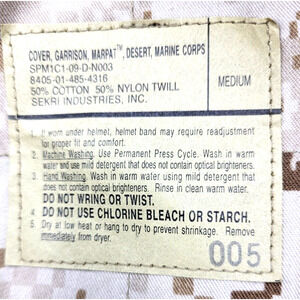 COVER, GARRISON, MARPAT™, DESERT, MARINE CORPS
SPM1C1-09-D-N003
8405-01-485-4316
50% COTTON 50% NYLON TWILL
SEKRI INDUSTRIES, INC.
MEDIUM
1. If worn under helmet, helmet band may require readjustment
for proper fit and comfort.
2. Machine Washing. Use Permanent Press Cycle. Wash in warm
water and use mild detergent that does not contain optical brighteners.
3. Hand Washing. Wash in warm water using mild detergent that
does not contain optical brighteners. Rinse in clean warm water.
DO NOT WRING OR TWIST.
4. DO NOT USE CHLORINE BLEACH OR STARCH.
5. Dry at low heat or hang to dry to prevent shrinkage. Remove
immediately from dryer.
005